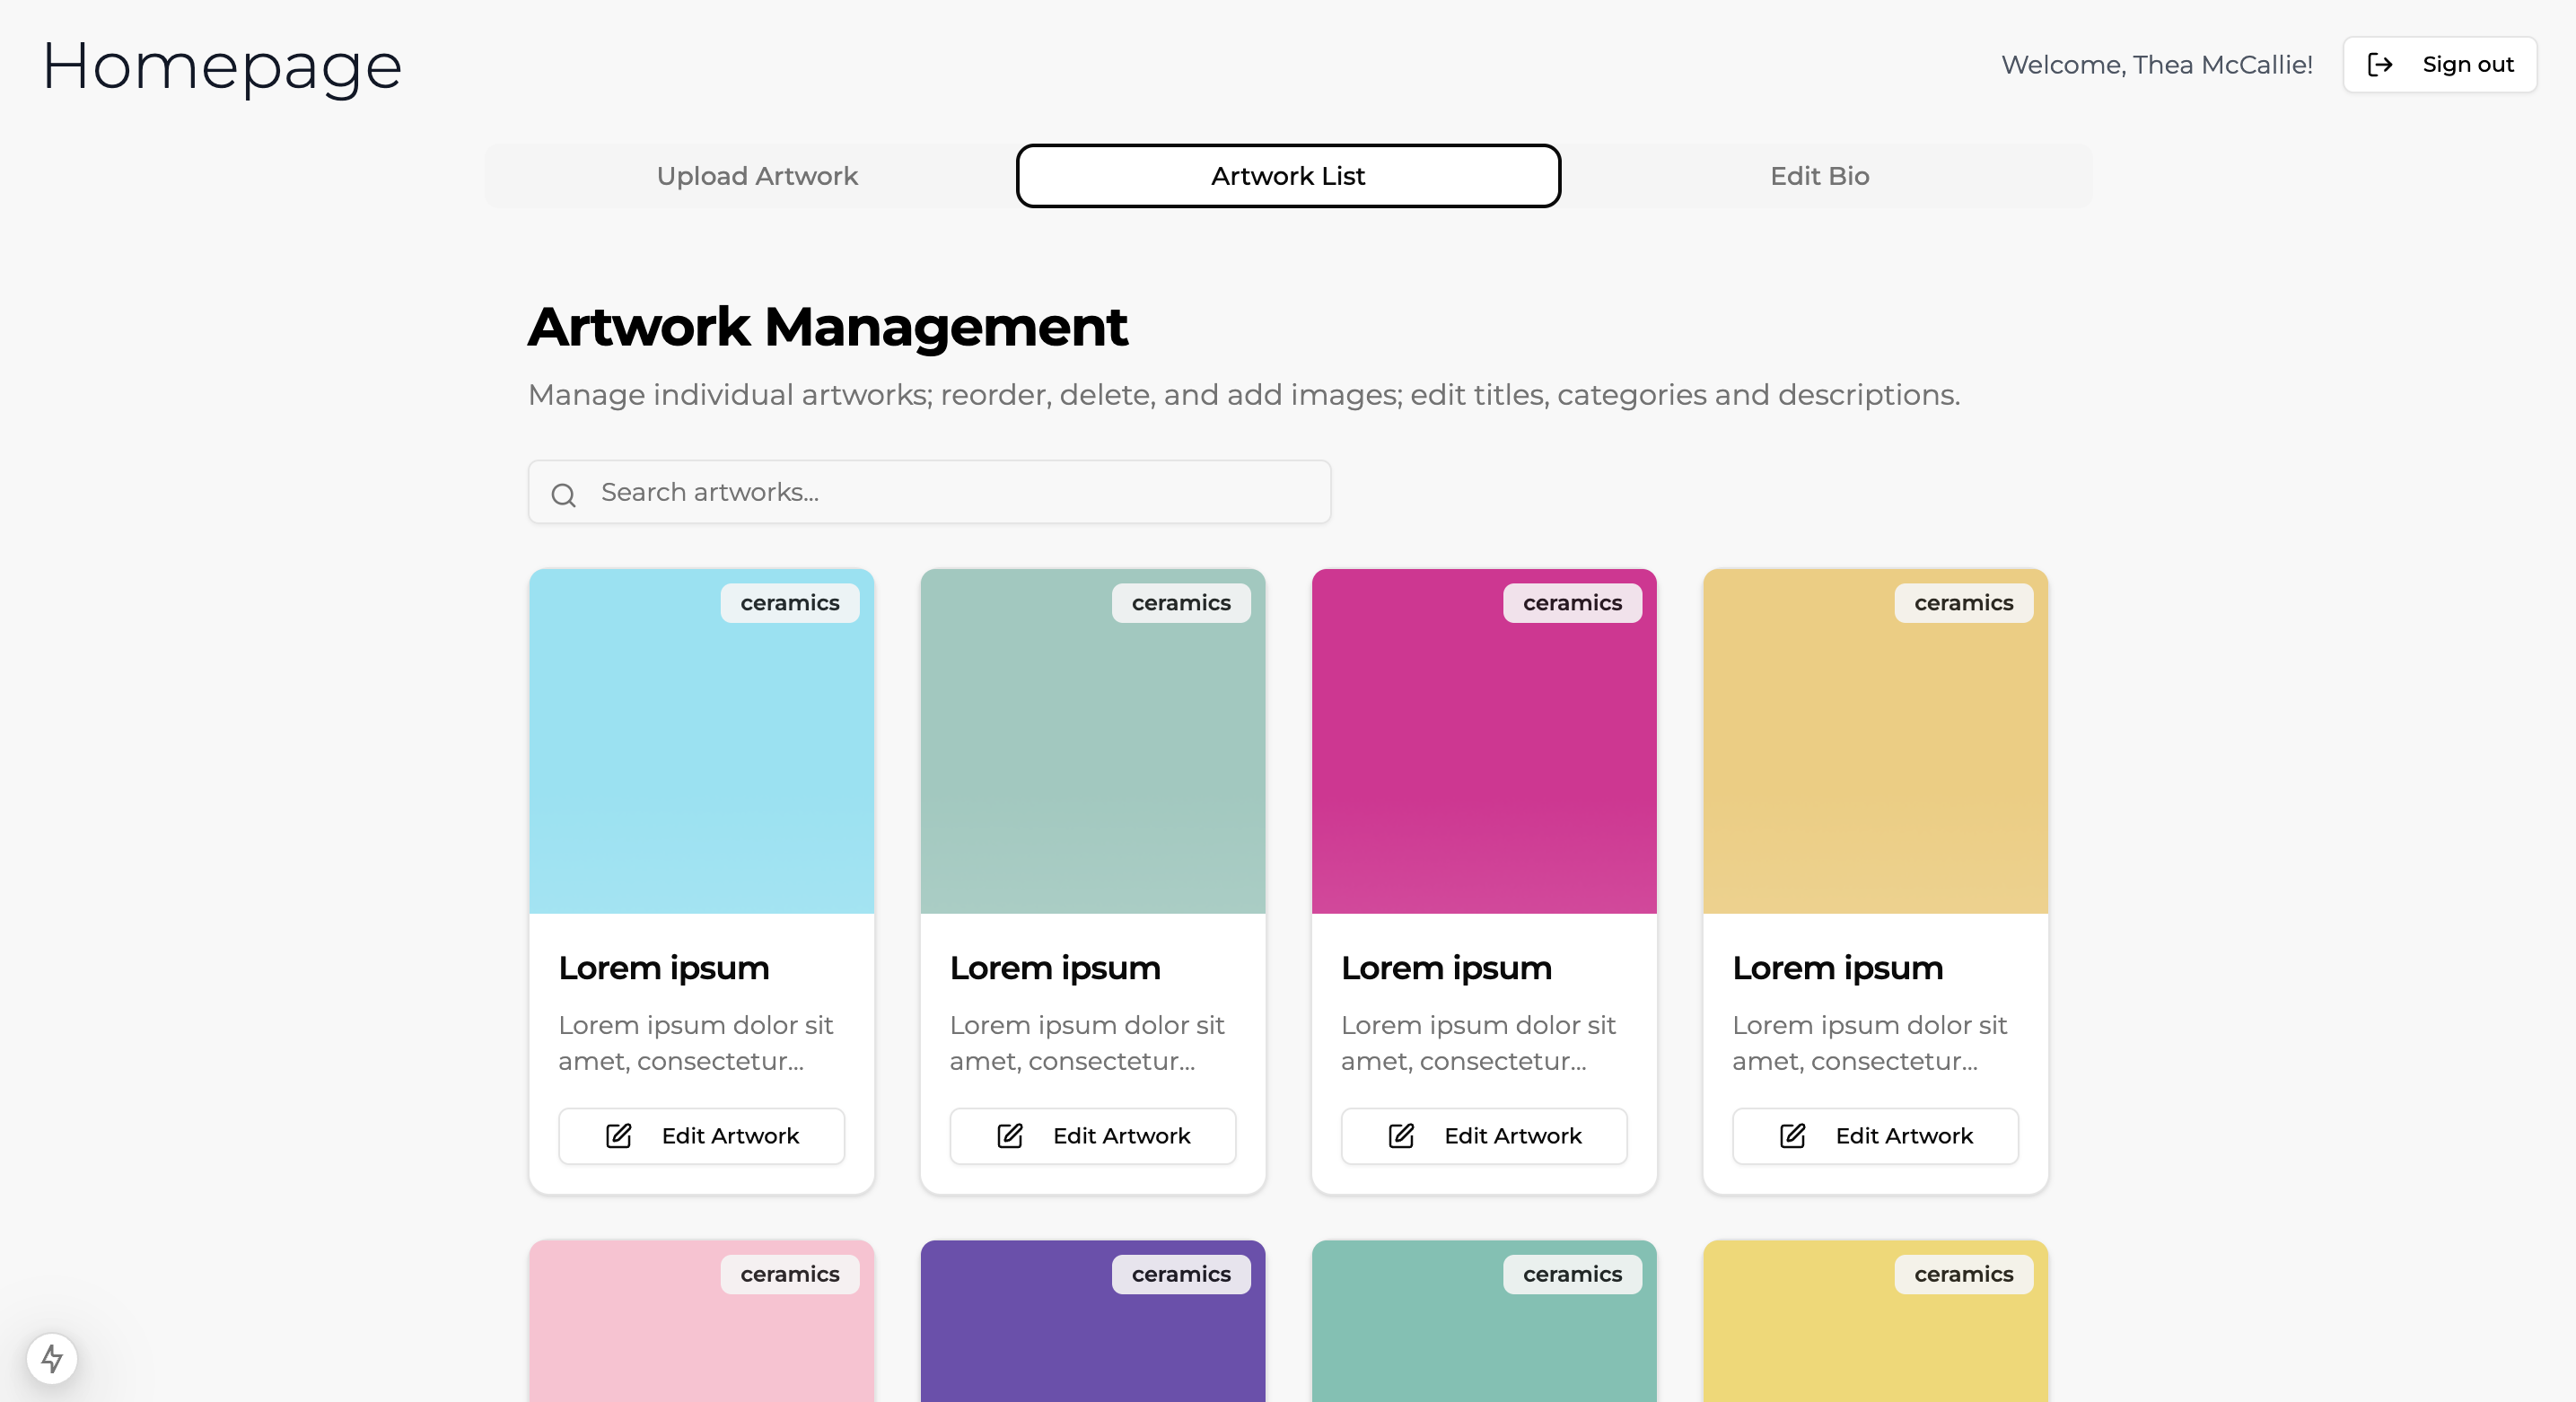 Homepage
Welcome, Thea McCallie!
Sign out
Upload Artwork
Artwork List
Edit Bio
Artwork Management
Manage individual artworks; reorder, delete, and add images; edit titles, categories and descriptions.
Search artworks...
ceramics
ceramics
ceramics
ceramics
Lorem ipsum
Lorem ipsum
Lorem ipsum
Lorem ipsum
Lorem ipsum dolor sit
amet, consectetur...
Lorem ipsum dolor sit
amet, consectetur...
Lorem ipsum dolor sit
amet, consectetur...
Lorem ipsum dolor sit
amet, consectetur...
Edit Artwork
Edit Artwork
Edit Artwork
Edit Artwork
ceramics
ceramics
ceramics
ceramics